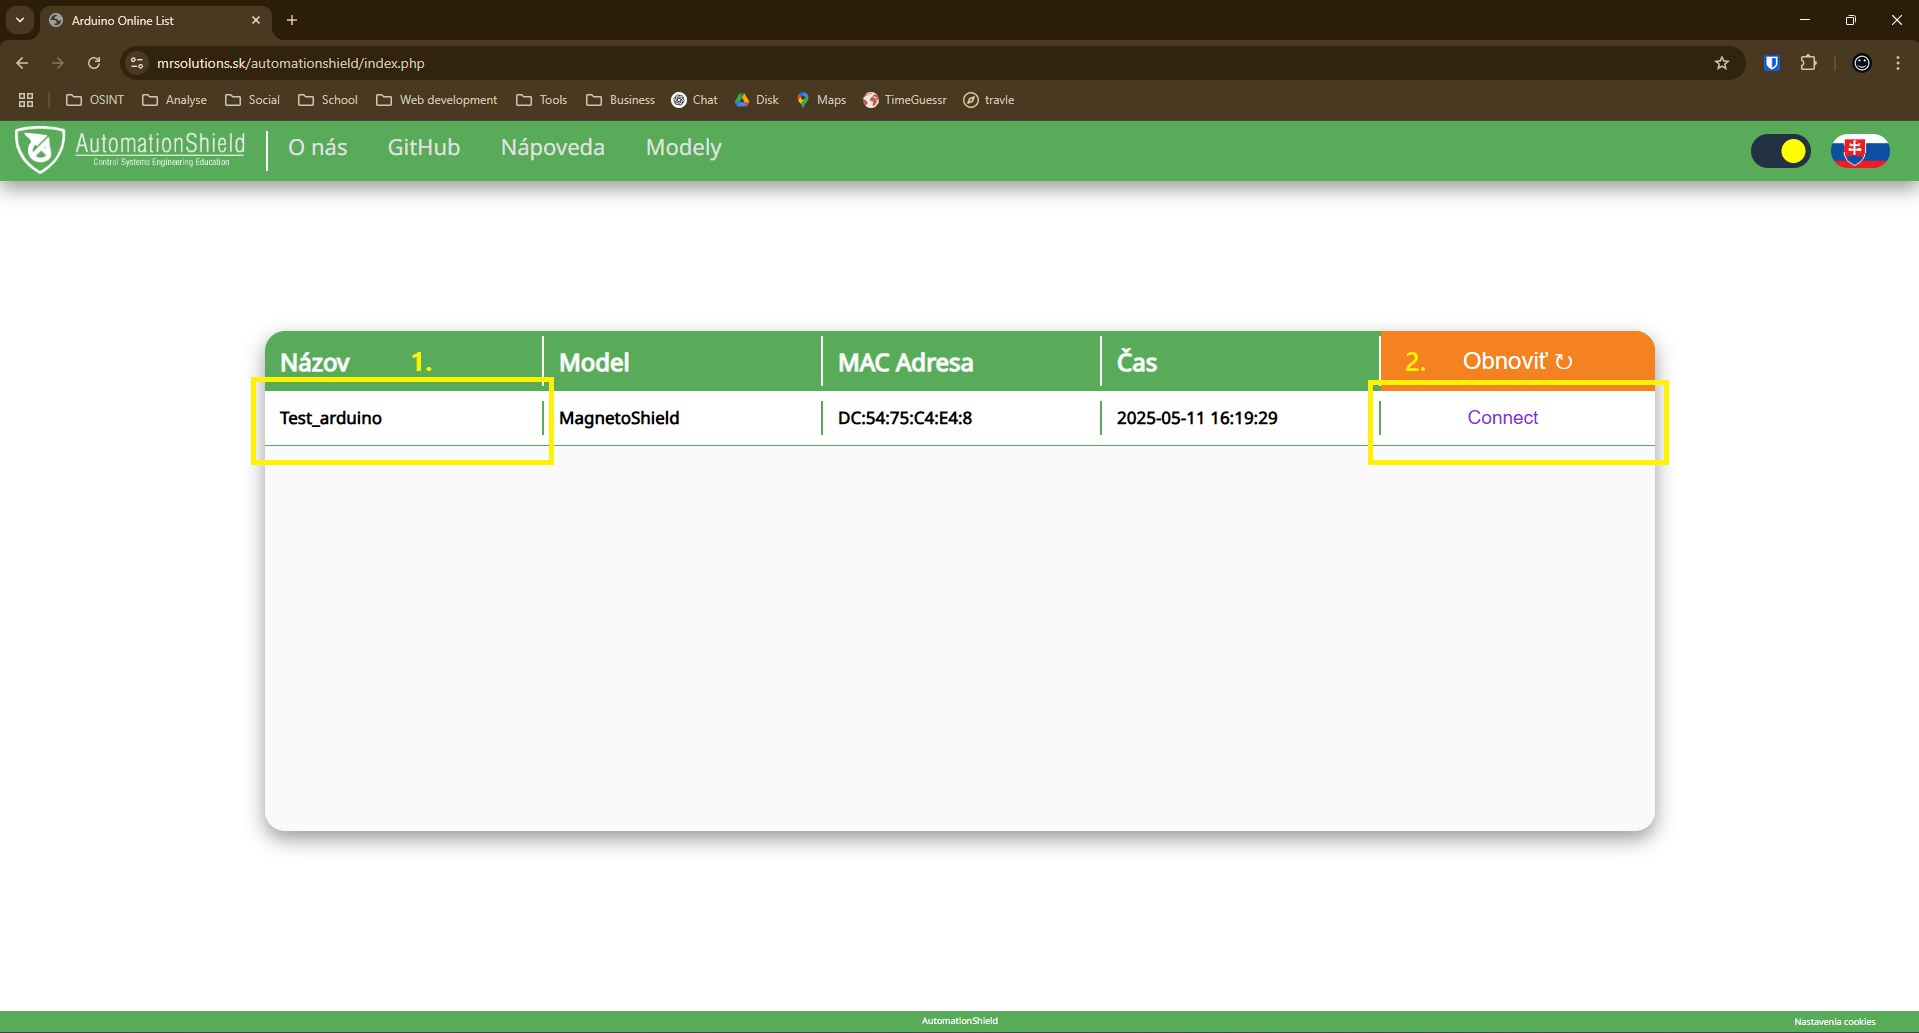 Arduino Online List
mrsolutions.sk/automationshield/index.php
OSINT Analyse Social School Web development Tools Business Chat Disk Maps TimeGuessr travle
AutomationShield
Control Systems Engineering Education
O nás GitHub Nápoveda Modely
Názov 1. Model MAC Adresa Čas 2. Obnoviť ↻
Test_arduino MagnetoShield DC:54:75:C4:E4:8 2025-05-11 16:19:29 Connect
AutomationShield
Nastavenia cookies